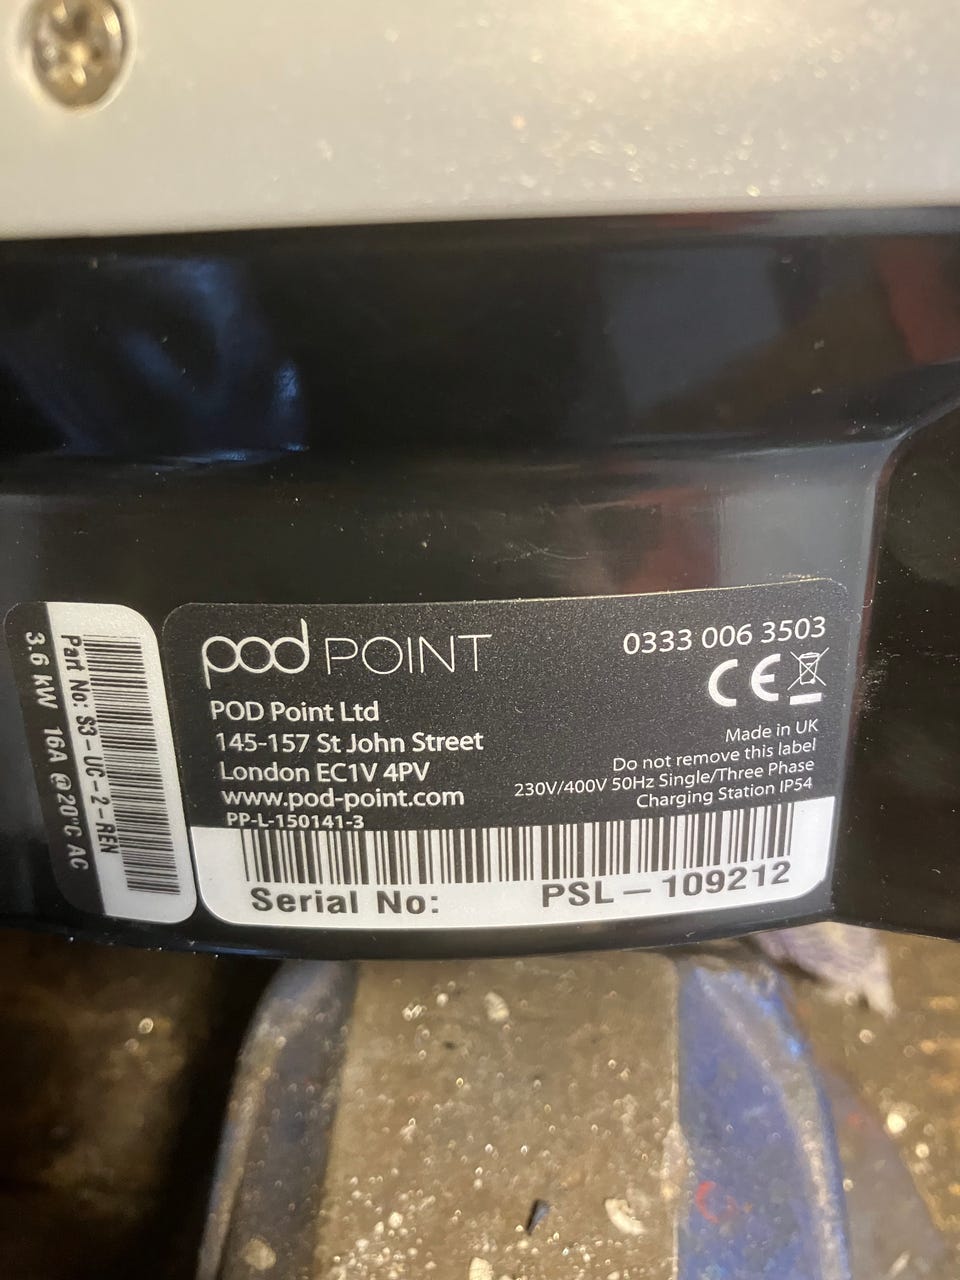 pod POINT
0333 006 3503
CE
POD Point Ltd
145-157 St John Street
London EC1V 4PV
www.pod-point.com
PP-L-150141-3
Made in UK
Do not remove this label
230V/400V 50Hz Single/Three Phase
Charging Station IP54
Serial No: PSL-109212
Part No: S3-UC-2-REN
3.6 kW 16A @20°C AC